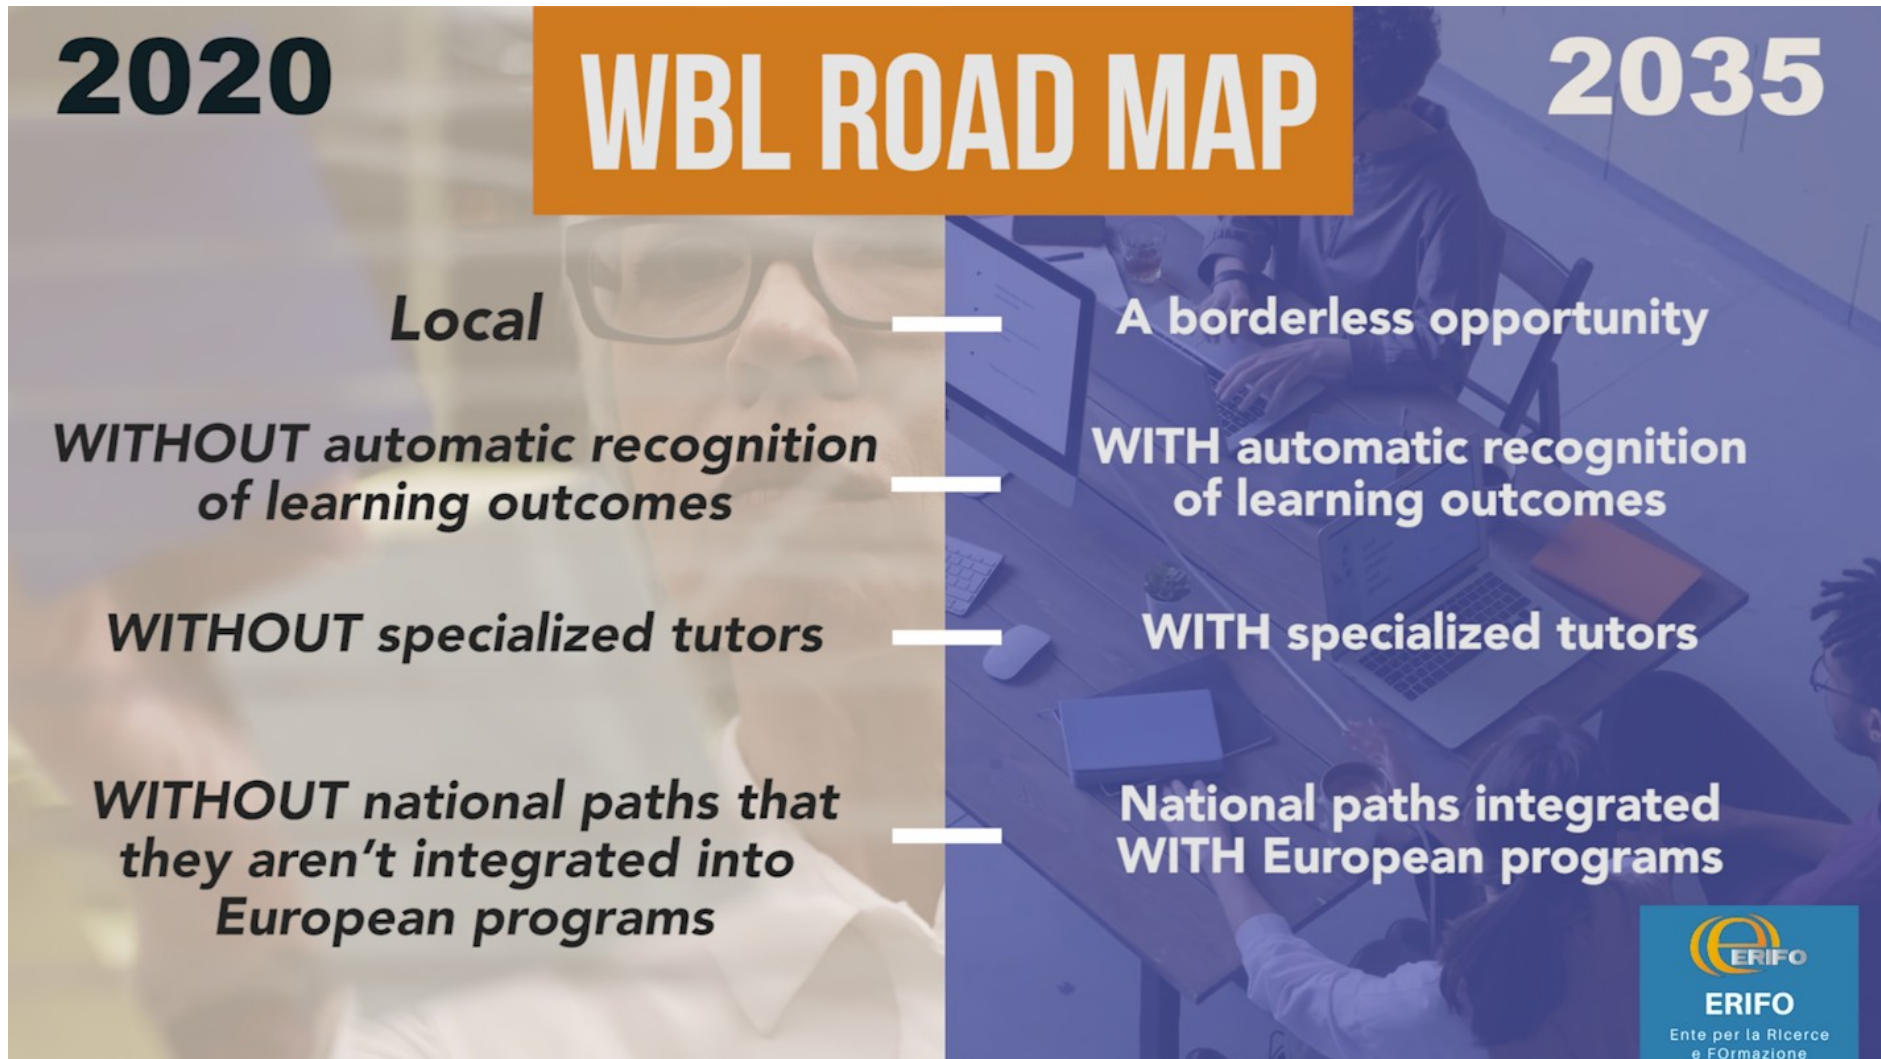 2020
WBL ROAD MAP
2035
Local
A borderless opportunity
WITHOUT automatic recognition
of learning outcomes
WITH automatic recognition
of learning outcomes
WITHOUT specialized tutors
WITH specialized tutors
WITHOUT national paths that
they aren't integrated into
European programs
National paths integrated
WITH European programs
ERIFO
ERIFO
Ente per la RIcerce
e FOrmazione